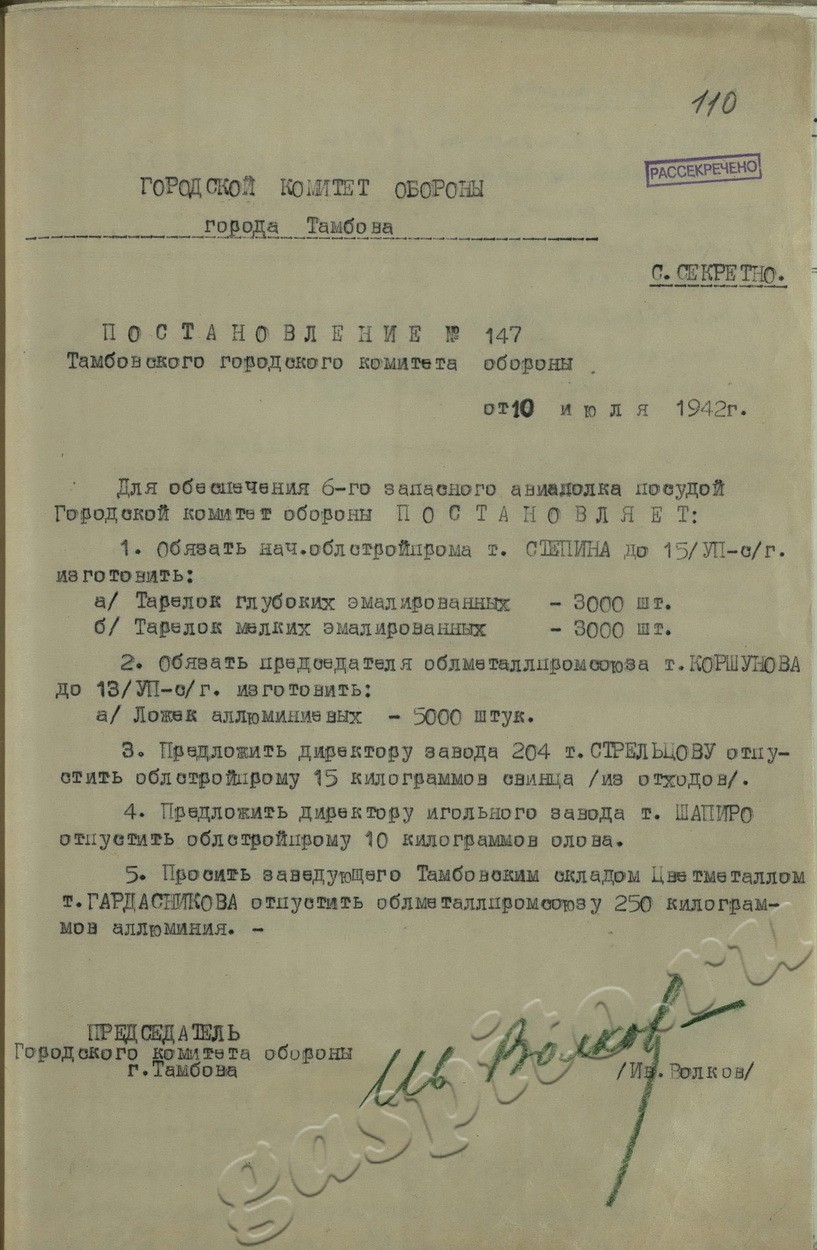 110
РАССЕКРЕЧЕНО
ГОРОДСКОЙ КОМИТЕТ ОБОРОНЫ
города Тамбова
С. СЕКРЕТНО.
П О С Т А Н О В Л Е Н И Е № 147
Тамбовского городского комитета обороны
от 10 и ю л я 1942г.
Для обеспечения 6-го запасного авиаполка посудой
Городской комитет обороны П О С Т А Н О В Л Я Е Т:
1. Обязать нач.облстройпрома т. СТЕПИНА до 15/УП-с/г.
изготовить:
а/ Тарелок глубоких эмалированных - 3000 шт.
б/ Тарелок мелких эмалированных - 3000 шт.
2. Обязать председателя облметаллпромсоюза т.КОРШУНОВА
до 13/УП-с/г. изготовить:
а/ Ложек аллюминиевых - 5000 штук.
3. Предложить директору завода 204 т.СТРЕЛЬЦОВУ отпу-
стить облстройпрому 15 килограммов свинца /из отходов/.
4. Предложить директору игольного завода т. ШАПИРО
отпустить облстройпрому 10 килограммов олова.
5. Просить заведующего Тамбовским складом Цветметаллом
т.ГАРДАСНИКОВА отпустить облметаллпромсоюзу 250 килограм-
мов аллюминия. -
ПРЕДСЕДАТЕЛЬ
Городского комитета обороны
г.Тамбова
Ив Волков
/Ив.Волков/
gaspito.ru